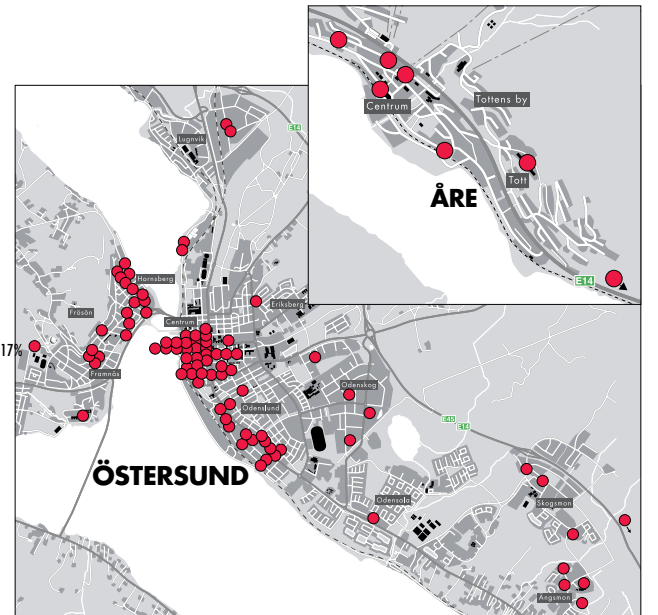 Centrum
Tottens by
Tott
ÅRE
E14
Lugnvik
E14
Hornsberg
Frösön
Eriksberg
Centrum
17%
Framnäs
Odenskog
Odenslund
E45
E14
ÖSTERSUND
Odensala
Skogsmon
Ängsmon